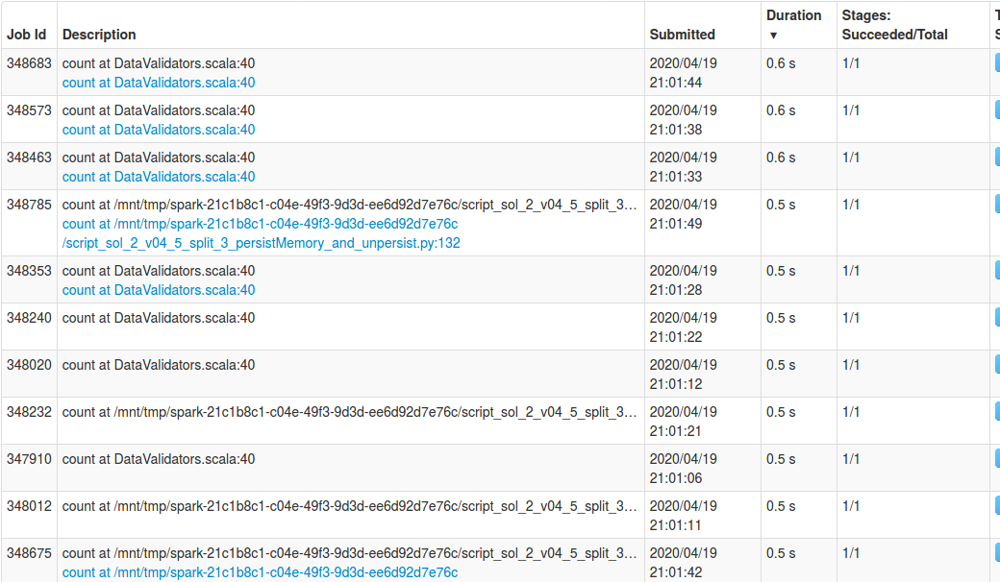 Job Id Description Submitted Duration ▼ Stages: Succeeded/Total
348683 count at DataValidators.scala:40 2020/04/19 0.6 s 1/1
count at DataValidators.scala:40 21:01:44
348573 count at DataValidators.scala:40 2020/04/19 0.6 s 1/1
count at DataValidators.scala:40 21:01:38
348463 count at DataValidators.scala:40 2020/04/19 0.6 s 1/1
count at DataValidators.scala:40 21:01:33
348785 count at /mnt/tmp/spark-21c1b8c1-c04e-49f3-9d3d-ee6d92d7e76c/script_sol_2_v04_5_split_3... 2020/04/19 0.5 s 1/1
count at /mnt/tmp/spark-21c1b8c1-c04e-49f3-9d3d-ee6d92d7e76c 21:01:49
/script_sol_2_v04_5_split_3_persistMemory_and_unpersist.py:132
348353 count at DataValidators.scala:40 2020/04/19 0.5 s 1/1
count at DataValidators.scala:40 21:01:28
348240 count at DataValidators.scala:40 2020/04/19 0.5 s 1/1
21:01:22
348020 count at DataValidators.scala:40 2020/04/19 0.5 s 1/1
21:01:12
348232 count at /mnt/tmp/spark-21c1b8c1-c04e-49f3-9d3d-ee6d92d7e76c/script_sol_2_v04_5_split_3... 2020/04/19 0.5 s 1/1
21:01:21
347910 count at DataValidators.scala:40 2020/04/19 0.5 s 1/1
21:01:06
348012 count at /mnt/tmp/spark-21c1b8c1-c04e-49f3-9d3d-ee6d92d7e76c/script_sol_2_v04_5_split_3... 2020/04/19 0.5 s 1/1
21:01:11
348675 count at /mnt/tmp/spark-21c1b8c1-c04e-49f3-9d3d-ee6d92d7e76c/script_sol_2_v04_5_split_3... 2020/04/19 0.5 s 1/1
count at /mnt/tmp/spark-21c1b8c1-c04e-49f3-9d3d-ee6d92d7e76c 21:01:42